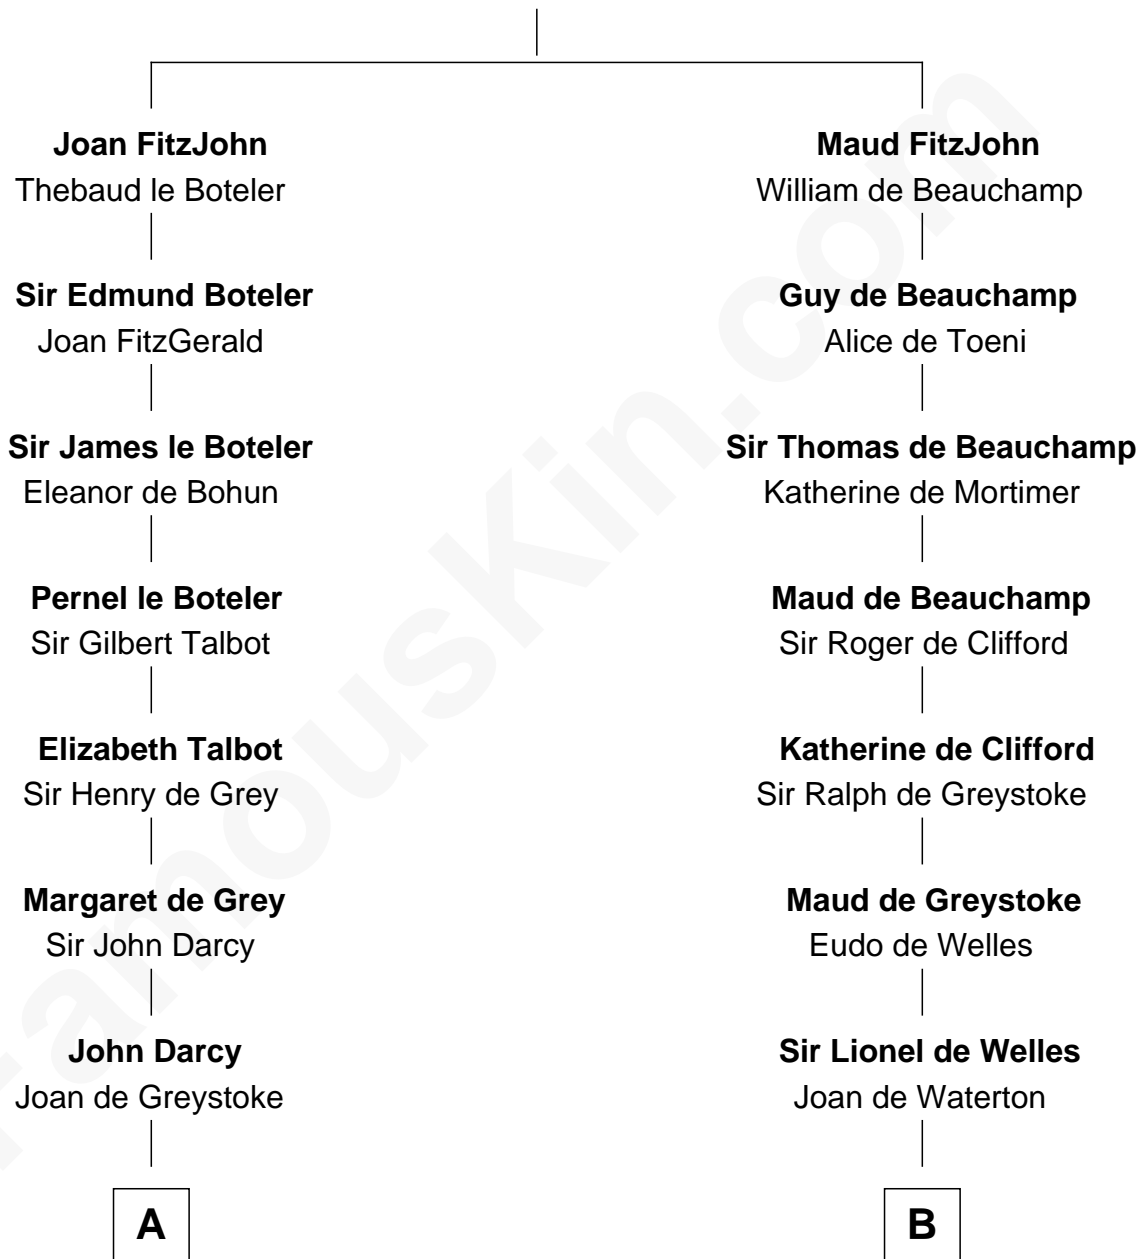 Joan FitzJohn
Thebaud le Boteler
Maud FitzJohn
William de Beauchamp
Sir Edmund Boteler
Joan FitzGerald
Guy de Beauchamp
Alice de Toeni
Sir James le Boteler
Eleanor de Bohun
Sir Thomas de Beauchamp
Katherine de Mortimer
Pernel le Boteler
Sir Gilbert Talbot
Maud de Beauchamp
Sir Roger de Clifford
Elizabeth Talbot
Sir Henry de Grey
Katherine de Clifford
Sir Ralph de Greystoke
Margaret de Grey
Sir John Darcy
Maud de Greystoke
Eudo de Welles
John Darcy
Joan de Greystoke
Sir Lionel de Welles
Joan de Waterton
A
B
FamousKin.com